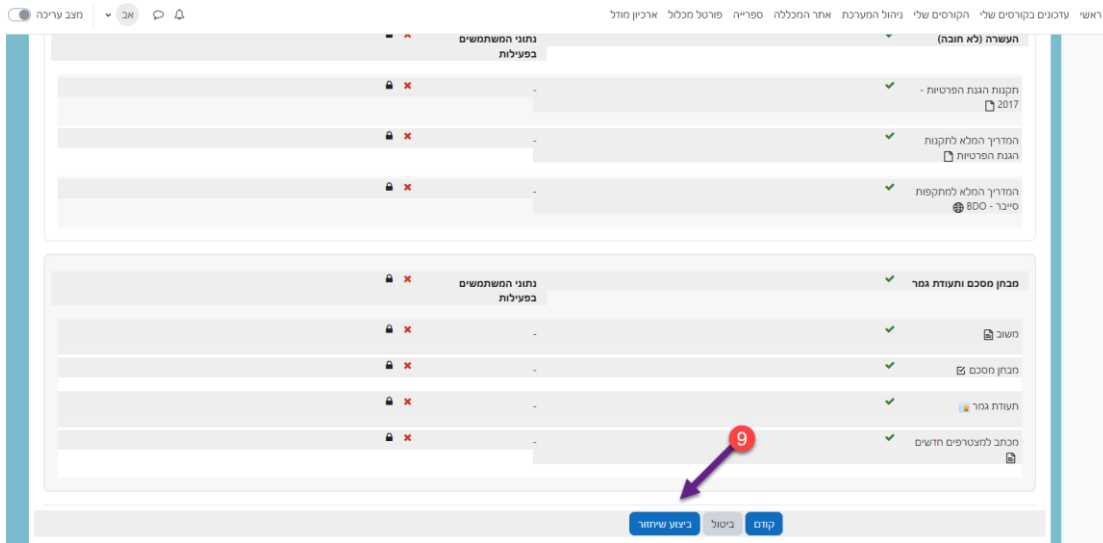 ראשי עדכונים בקורסים שלי הקורסים שלי ניהול המערכת אתר המכללה ספרייה פורטל מכלול ארכיון מודל אב מצב עריכה
העשרה (לא חובה) נתוני המשתמשים
בפעילות
תקנות הגנת הפרטיות - -
2017
המדריך המלא לתקנות -
הגנת הפרטיות
המדריך המלא למתקפות -
סייבר - BDO
מבחן מסכם ותעודת גמר נתוני המשתמשים
בפעילות
משוב -
מבחן מסכם -
תעודת גמר -
מכתב למצטרפים חדשים -
9
קודם ביטול ביצוע שיחזור